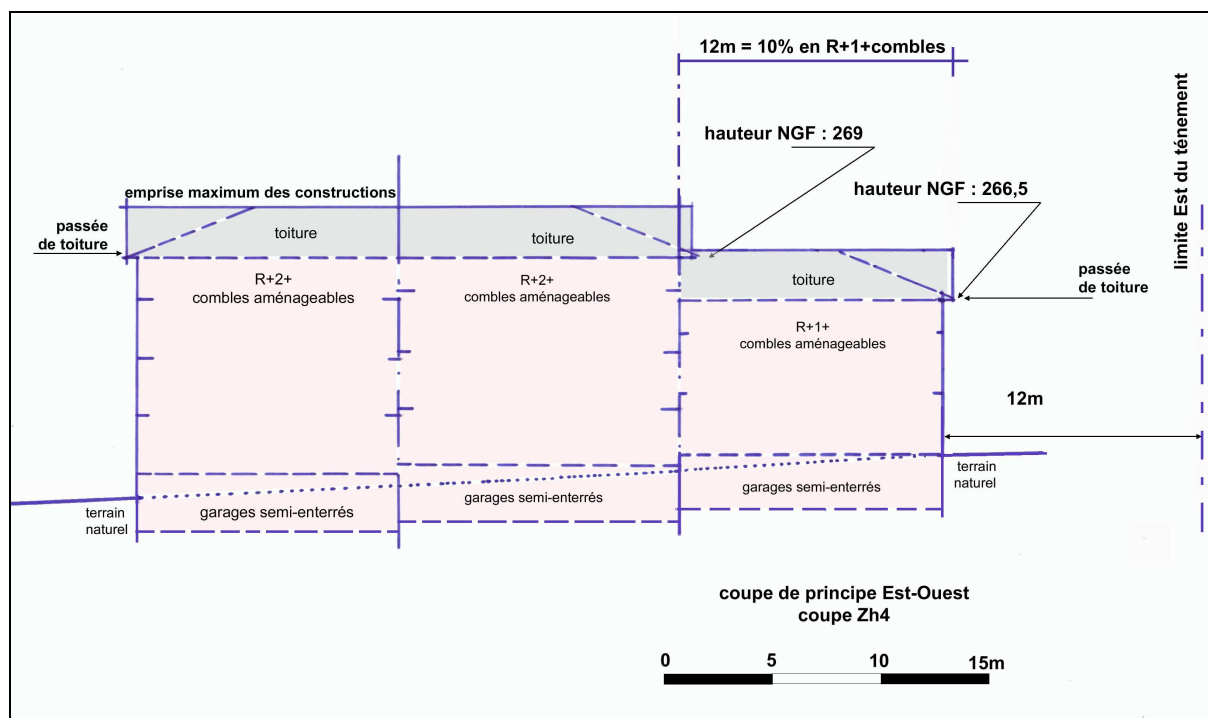 12m = 10% en R+1+combles
limite Est du ténement
hauteur NGF : 269
hauteur NGF : 266,5
emprise maximum des constructions
passée
de toiture
toiture
toiture
toiture
passée
de toiture
R+2+
combles aménageables
R+2+
combles aménageables
R+1+
combles aménageables
12m
terrain
naturel
garages semi-enterrés
garages semi-enterrés
garages semi-enterrés
terrain
naturel
coupe de principe Est-Ouest
coupe Zh4
0 5 10 15m